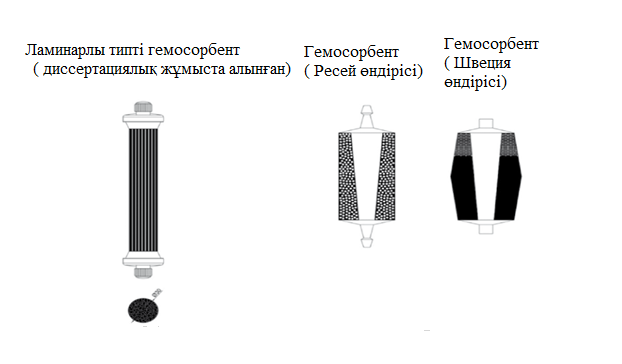 Ламинарлы типті гемосорбент
( диссертациялық жұмыста алынған)
Гемосорбент
( Ресей өндірісі)
Гемосорбент
( Швеция
өндірісі)